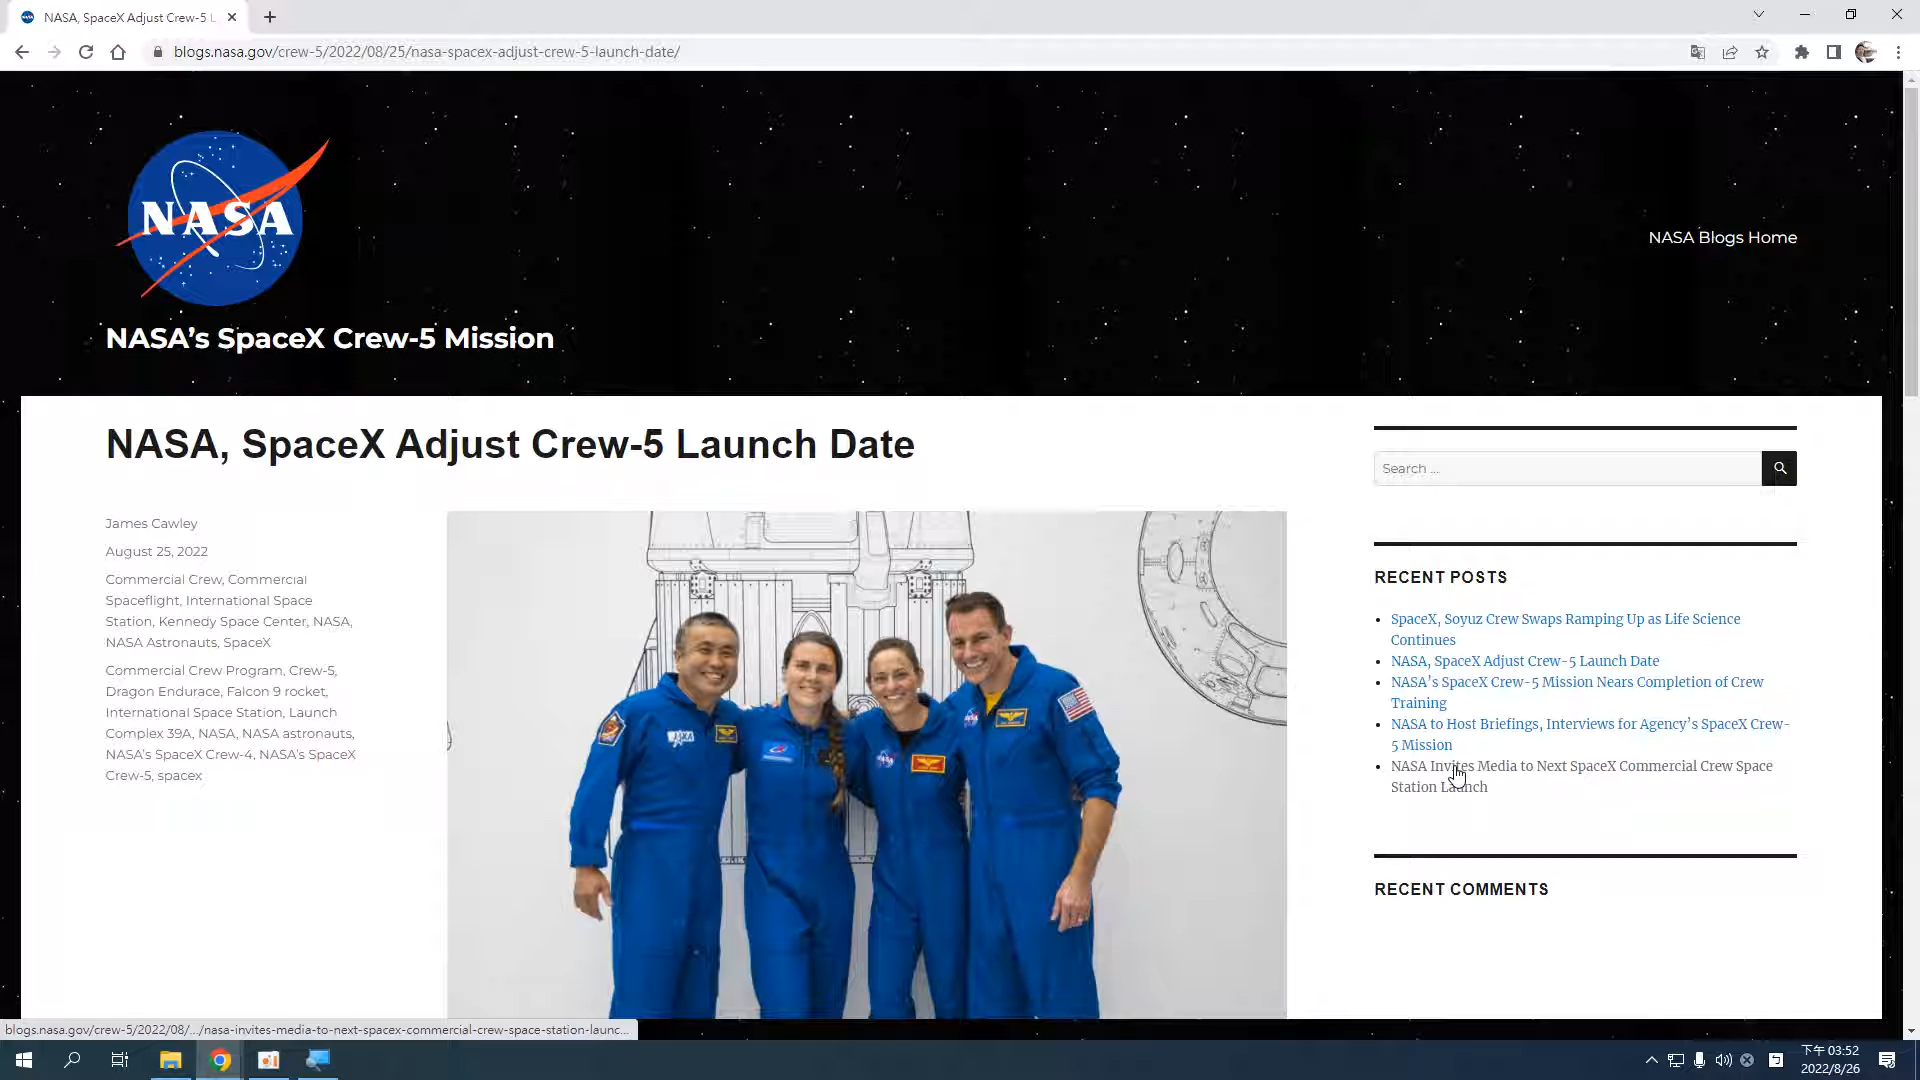 NASA, SpaceX Adjust Crew-5 L
blogs.nasa.gov/crew-5/2022/08/25/nasa-spacex-adjust-crew-5-launch-date/
NASA
NASA Blogs Home
NASA’s SpaceX Crew-5 Mission
NASA, SpaceX Adjust Crew-5 Launch Date
James Cawley
August 25, 2022
Commercial Crew, Commercial
Spaceflight, International Space
Station, Kennedy Space Center, NASA,
NASA Astronauts, SpaceX
Commercial Crew Program, Crew-5,
Dragon Endurace, Falcon 9 rocket,
International Space Station, Launch
Complex 39A, NASA, NASA astronauts,
NASA’s SpaceX Crew-4, NASA’s SpaceX
Crew-5, spacex
Search …
RECENT POSTS
SpaceX, Soyuz Crew Swaps Ramping Up as Life Science
Continues
NASA, SpaceX Adjust Crew-5 Launch Date
NASA’s SpaceX Crew-5 Mission Nears Completion of Crew
Training
NASA to Host Briefings, Interviews for Agency’s SpaceX Crew-
5 Mission
NASA Invites Media to Next SpaceX Commercial Crew Space
Station Launch
RECENT COMMENTS
blogs.nasa.gov/crew-5/2022/08/.../nasa-invites-media-to-next-spacex-commercial-crew-space-station-launc...
下午 03:52
2022/8/26